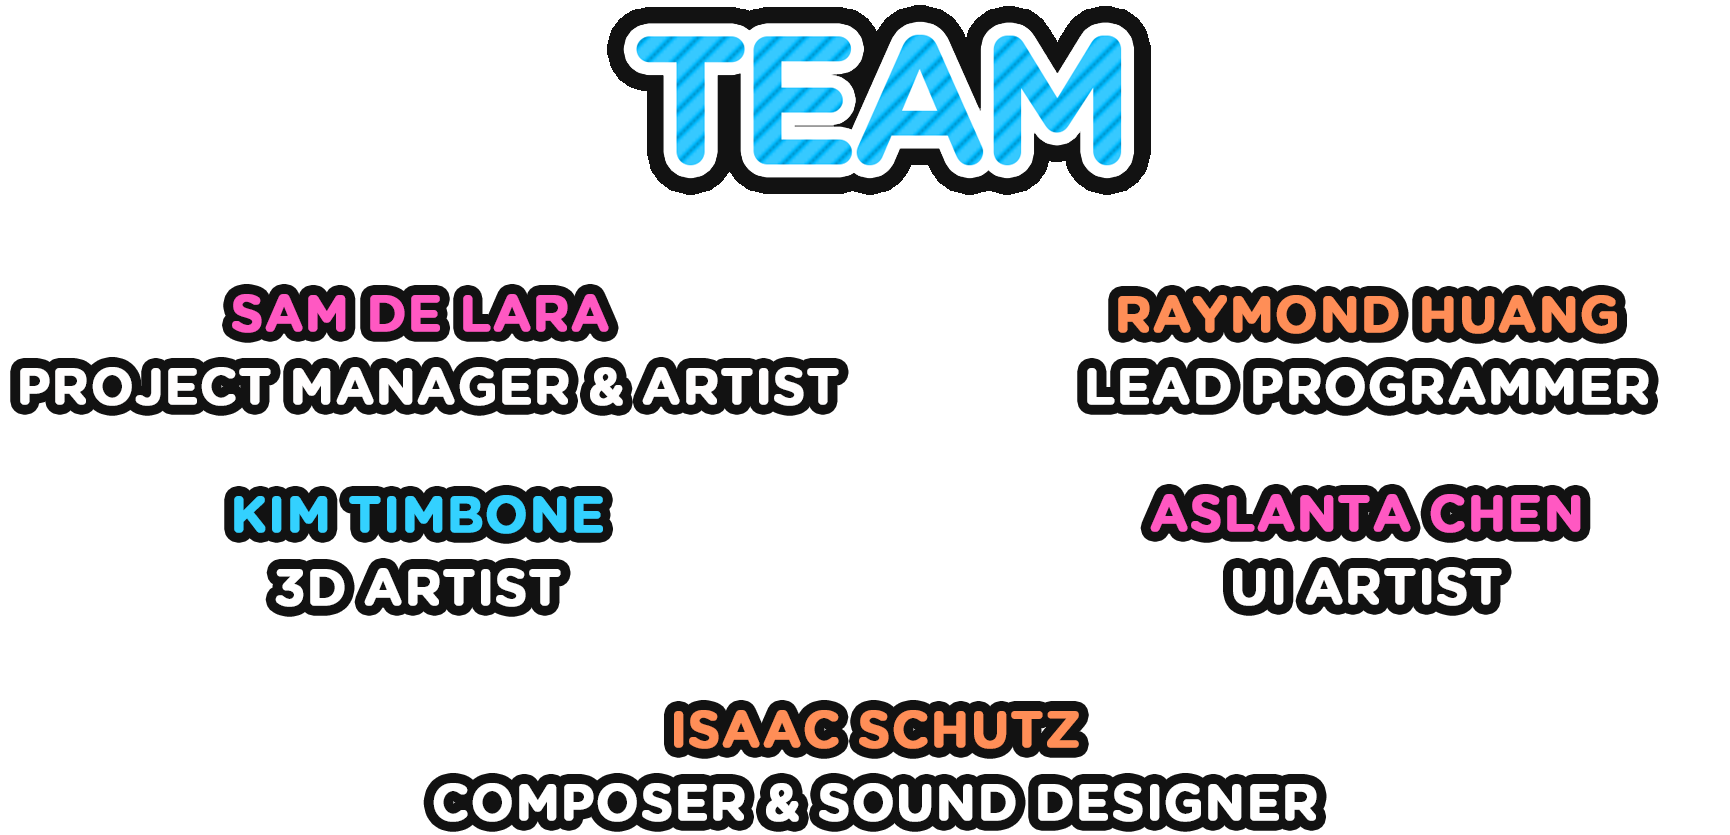 TEAM
SAM DE LARA
PROJECT MANAGER & ARTIST
RAYMOND HUANG
LEAD PROGRAMMER
KIM TIMBONE
3D ARTIST
ASLANTA CHEN
UI ARTIST
ISAAC SCHUTZ
COMPOSER & SOUND DESIGNER